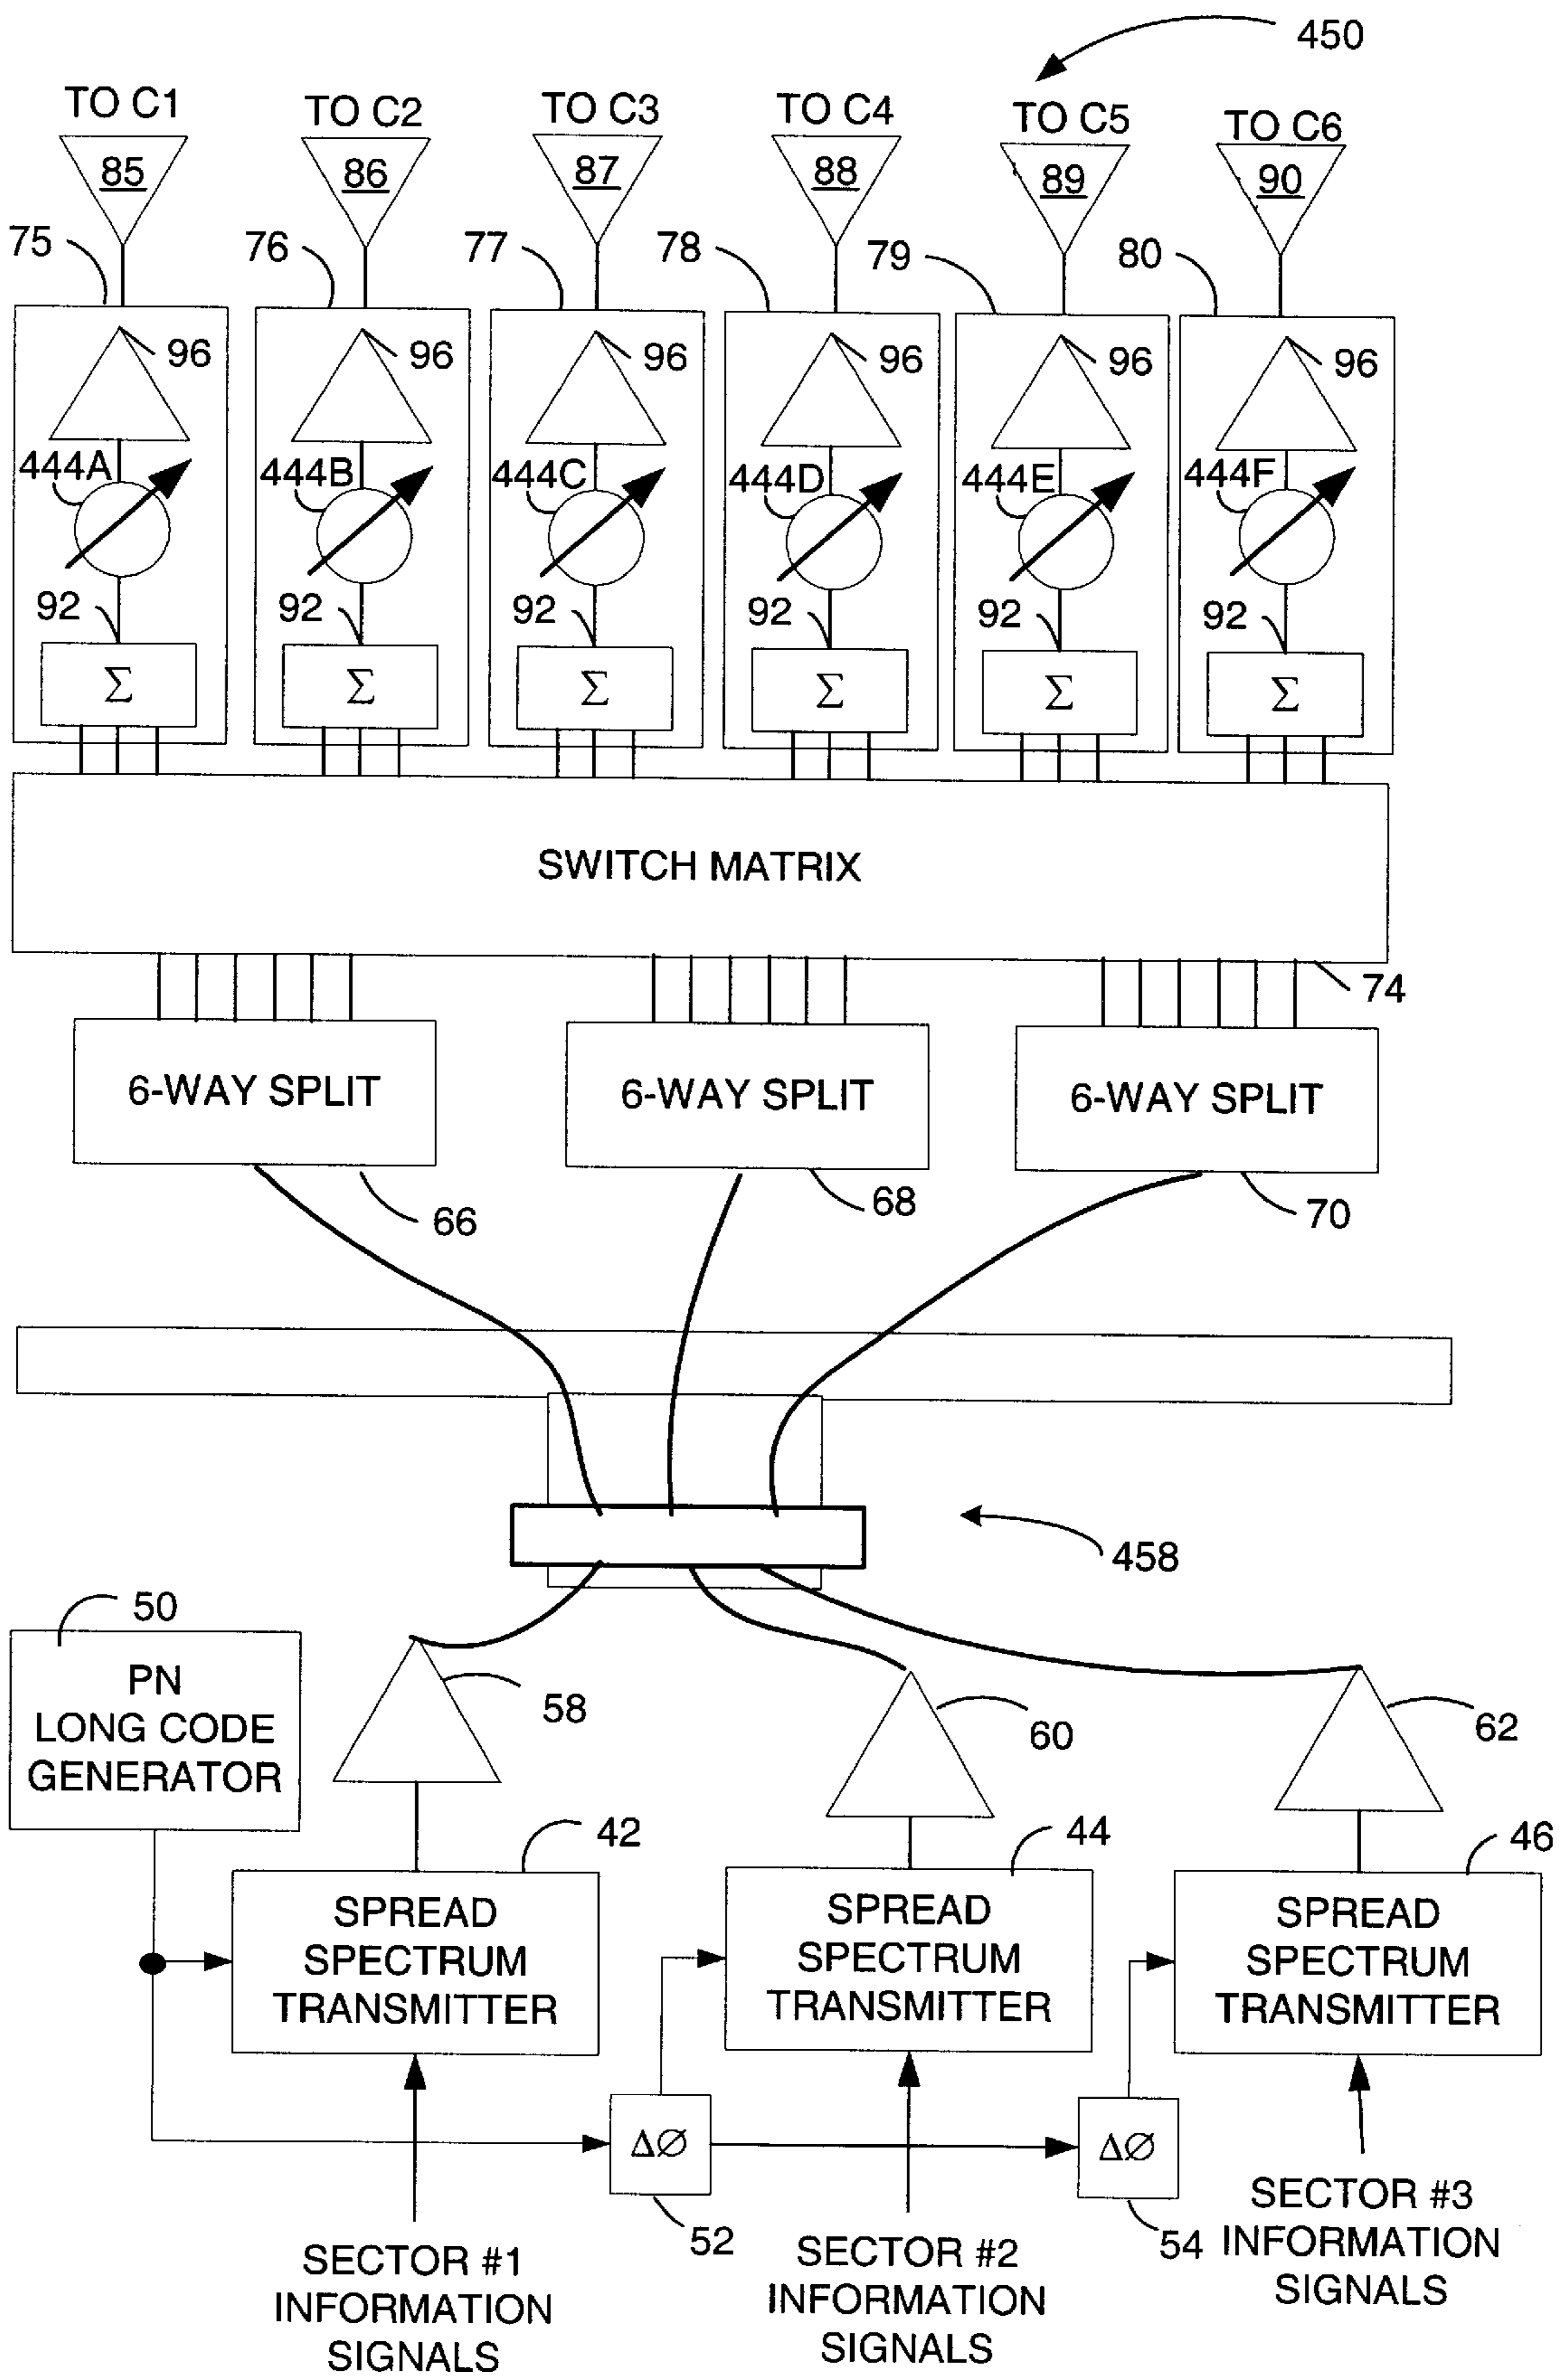 450
TO C1
TO C2
TO C3
TO C4
TO C5
TO C6
85
86
87
88
89
90
75
76
77
78
79
80
96
96
96
96
96
96
444A
444B
444C
444D
444E
444F
92
92
92
92
92
92
Σ
Σ
Σ
Σ
Σ
Σ
SWITCH MATRIX
74
6-WAY SPLIT
6-WAY SPLIT
6-WAY SPLIT
66
68
70
458
50
PN
LONG CODE
GENERATOR
58
60
62
42
44
46
SPREAD
SPECTRUM
TRANSMITTER
SPREAD
SPECTRUM
TRANSMITTER
SPREAD
SPECTRUM
TRANSMITTER
ΔØ
ΔØ
52
54
SECTOR #1
INFORMATION
SIGNALS
SECTOR #2
INFORMATION
SIGNALS
SECTOR #3
INFORMATION
SIGNALS